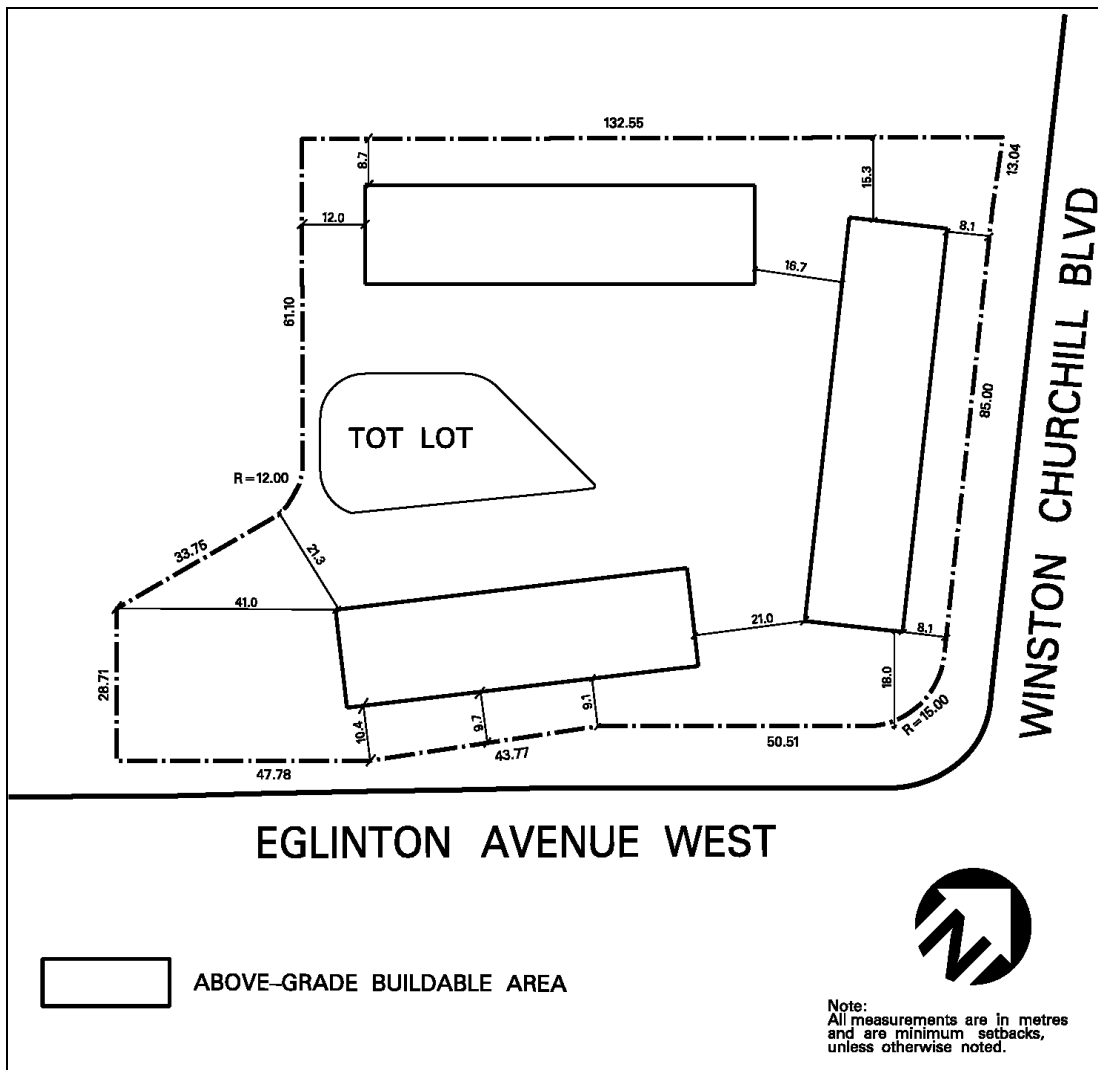 132.55
13.04
8.7
15.3
12.0
8.1
16.7
61.10
85.00
TOT LOT
R=12.00
33.75
21.3
41.0
21.0
8.1
28.71
18.0
R=15.00
10.4
9.7
9.1
43.77
50.51
47.78
WINSTON CHURCHILL BLVD
EGLINTON AVENUE WEST
N
ABOVE-GRADE BUILDABLE AREA
Note:
All measurements are in metres
and are minimum setbacks,
unless otherwise noted.